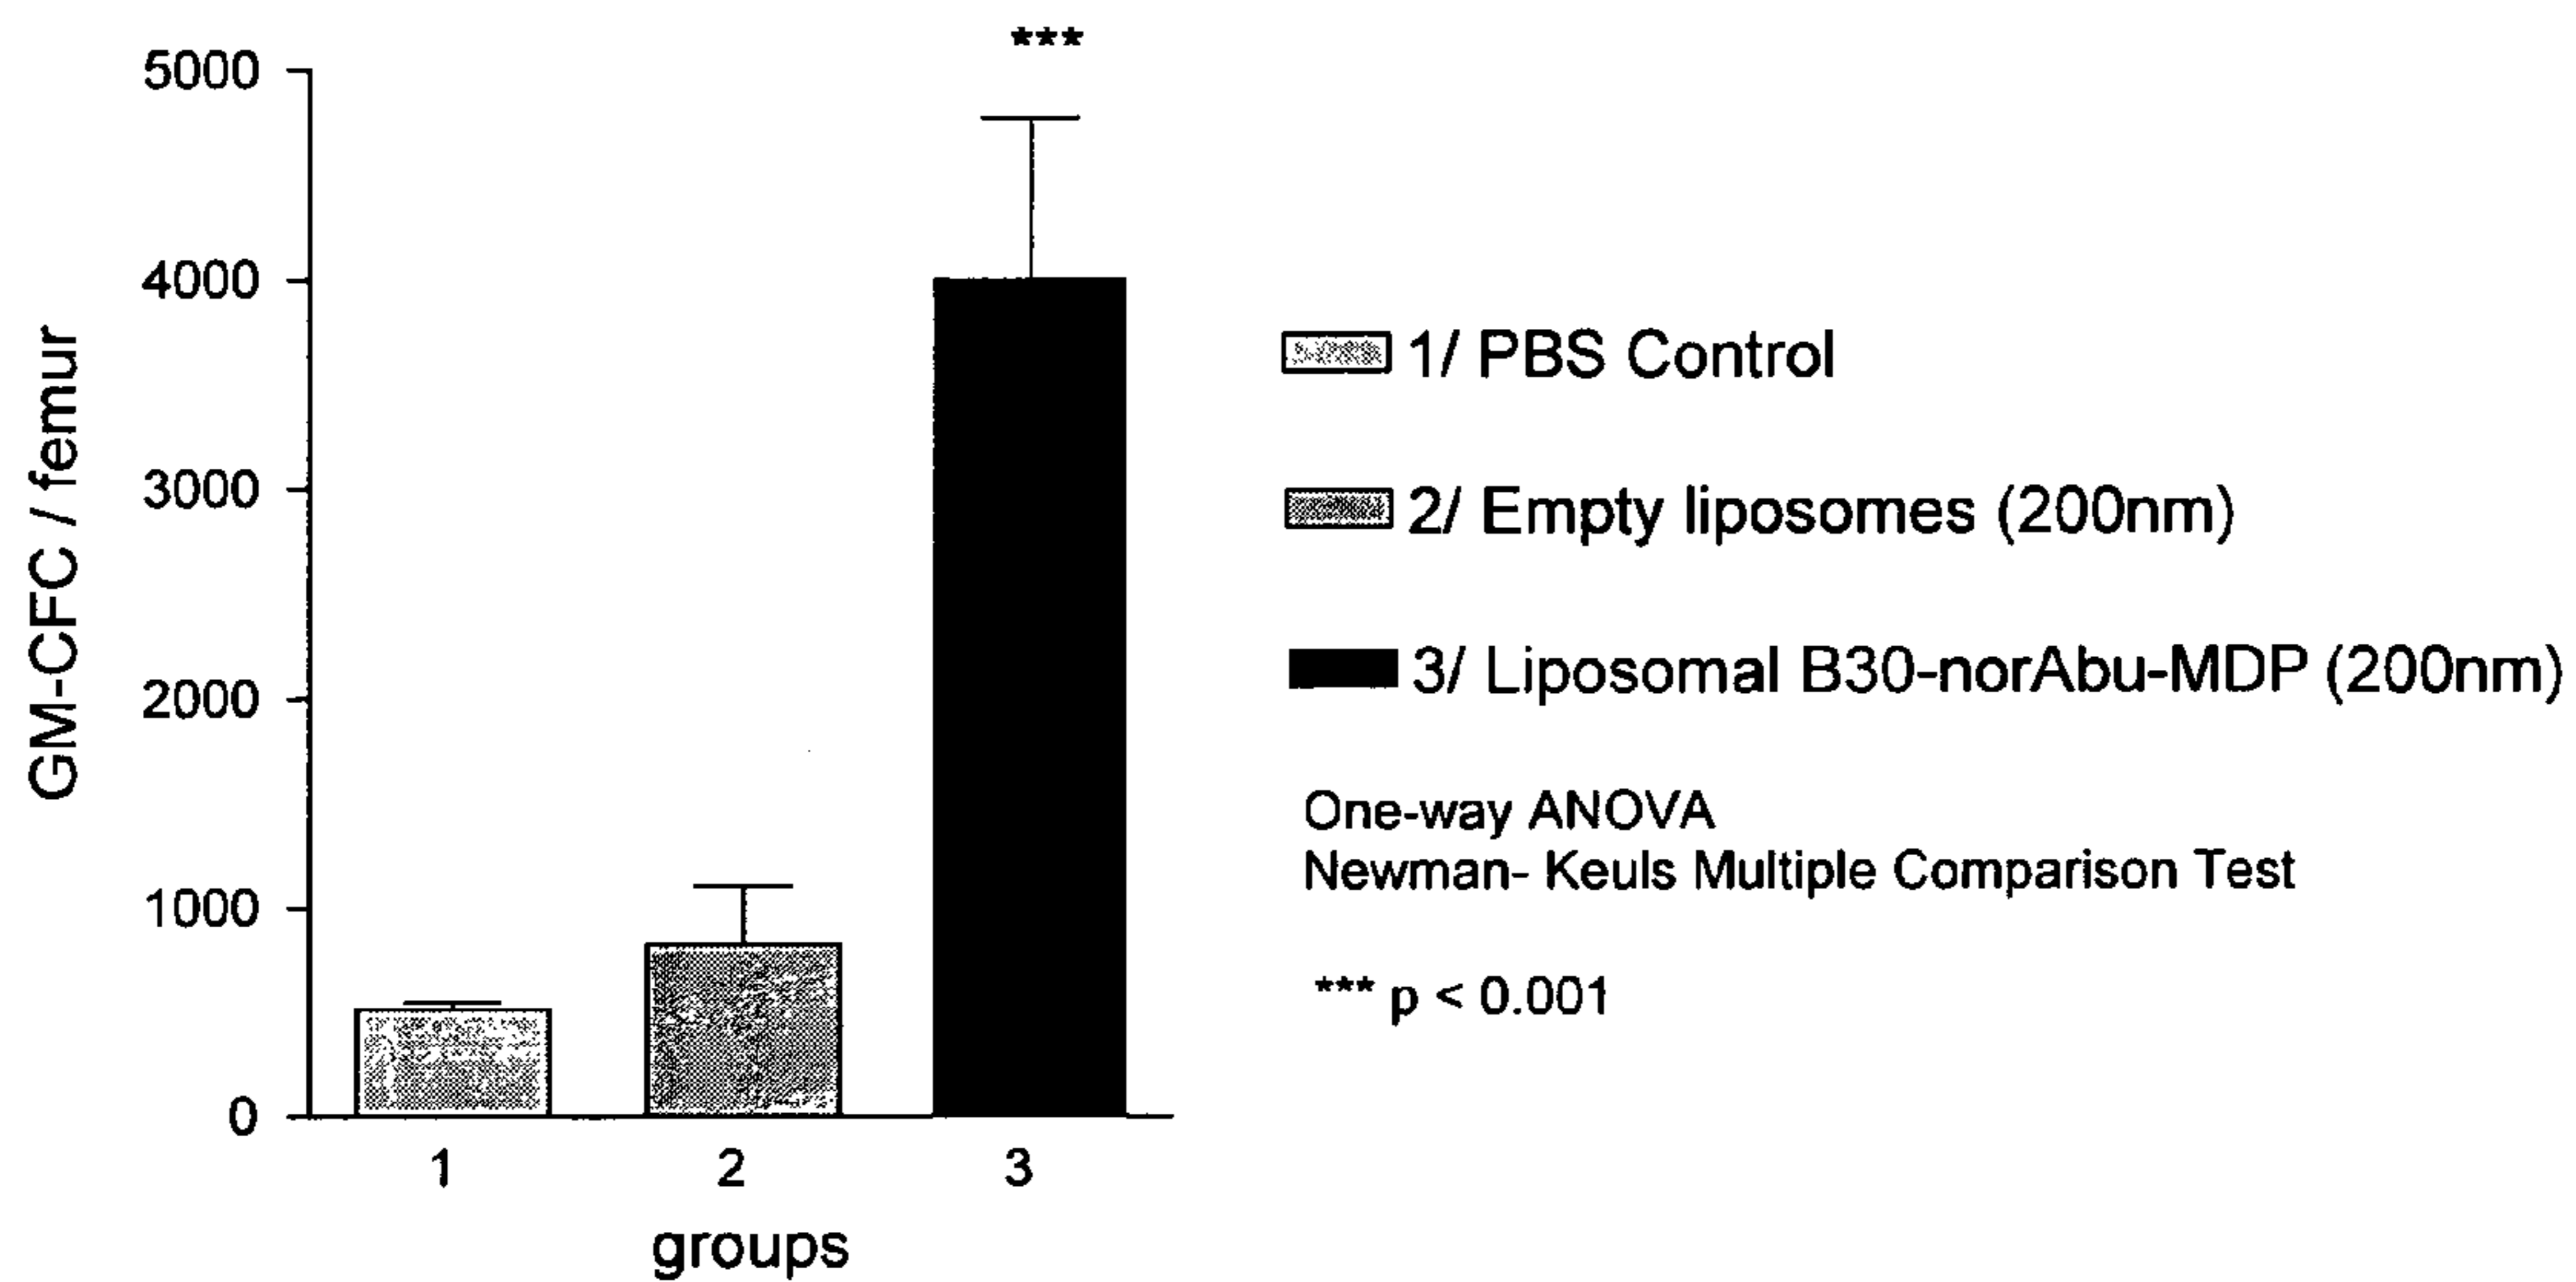 ***
5000
4000
3000
2000
1000
0
GM-CFC / femur
1 2 3
groups
1/ PBS Control
2/ Empty liposomes (200nm)
3/ Liposomal B30-norAbu-MDP (200nm)
One-way ANOVA
Newman- Keuls Multiple Comparison Test
*** p < 0.001